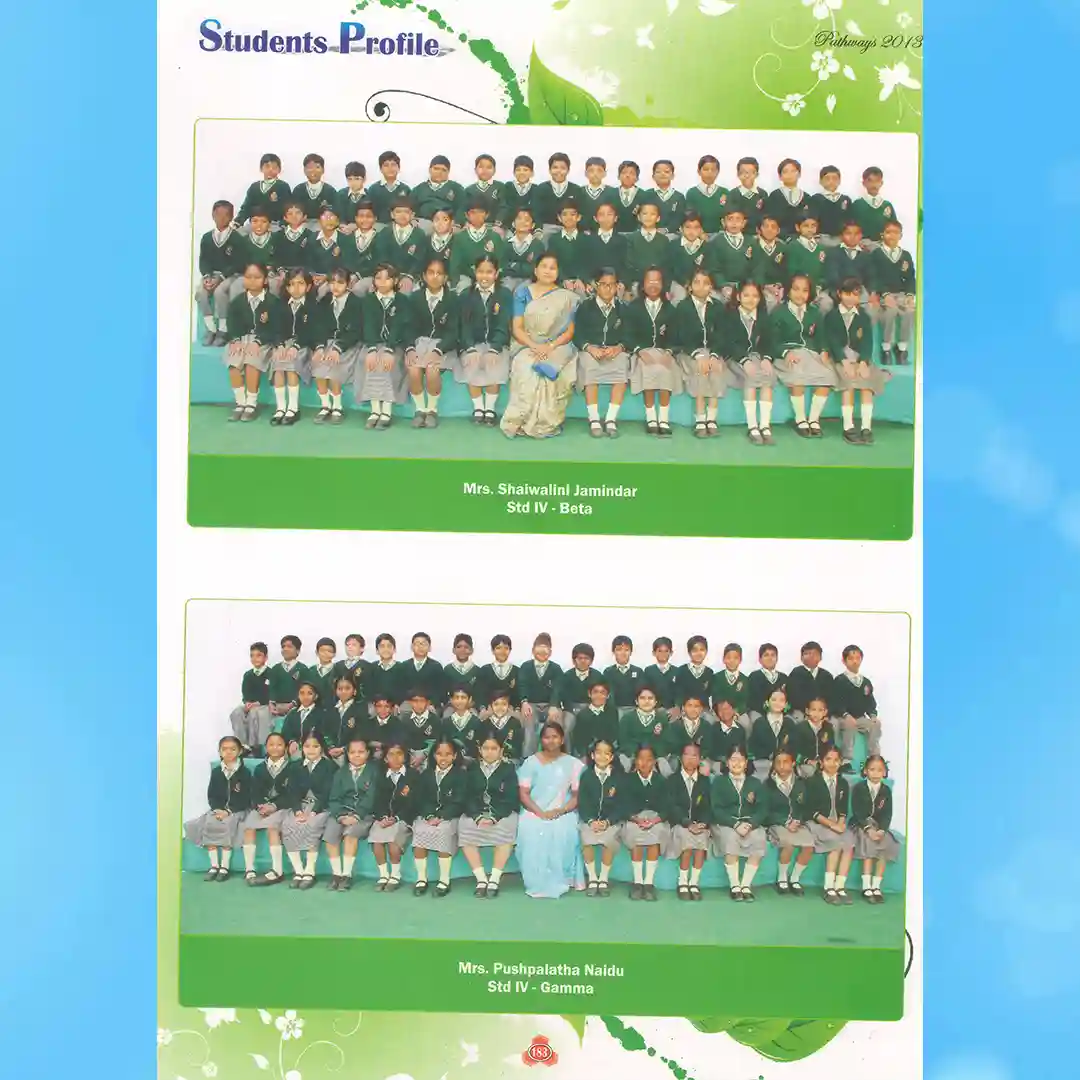 Students Profile
Pathways 2013
Mrs. Shaiwalini Jamindar
Std IV - Beta
Mrs. Pushpalatha Naidu
Std IV - Gamma
183